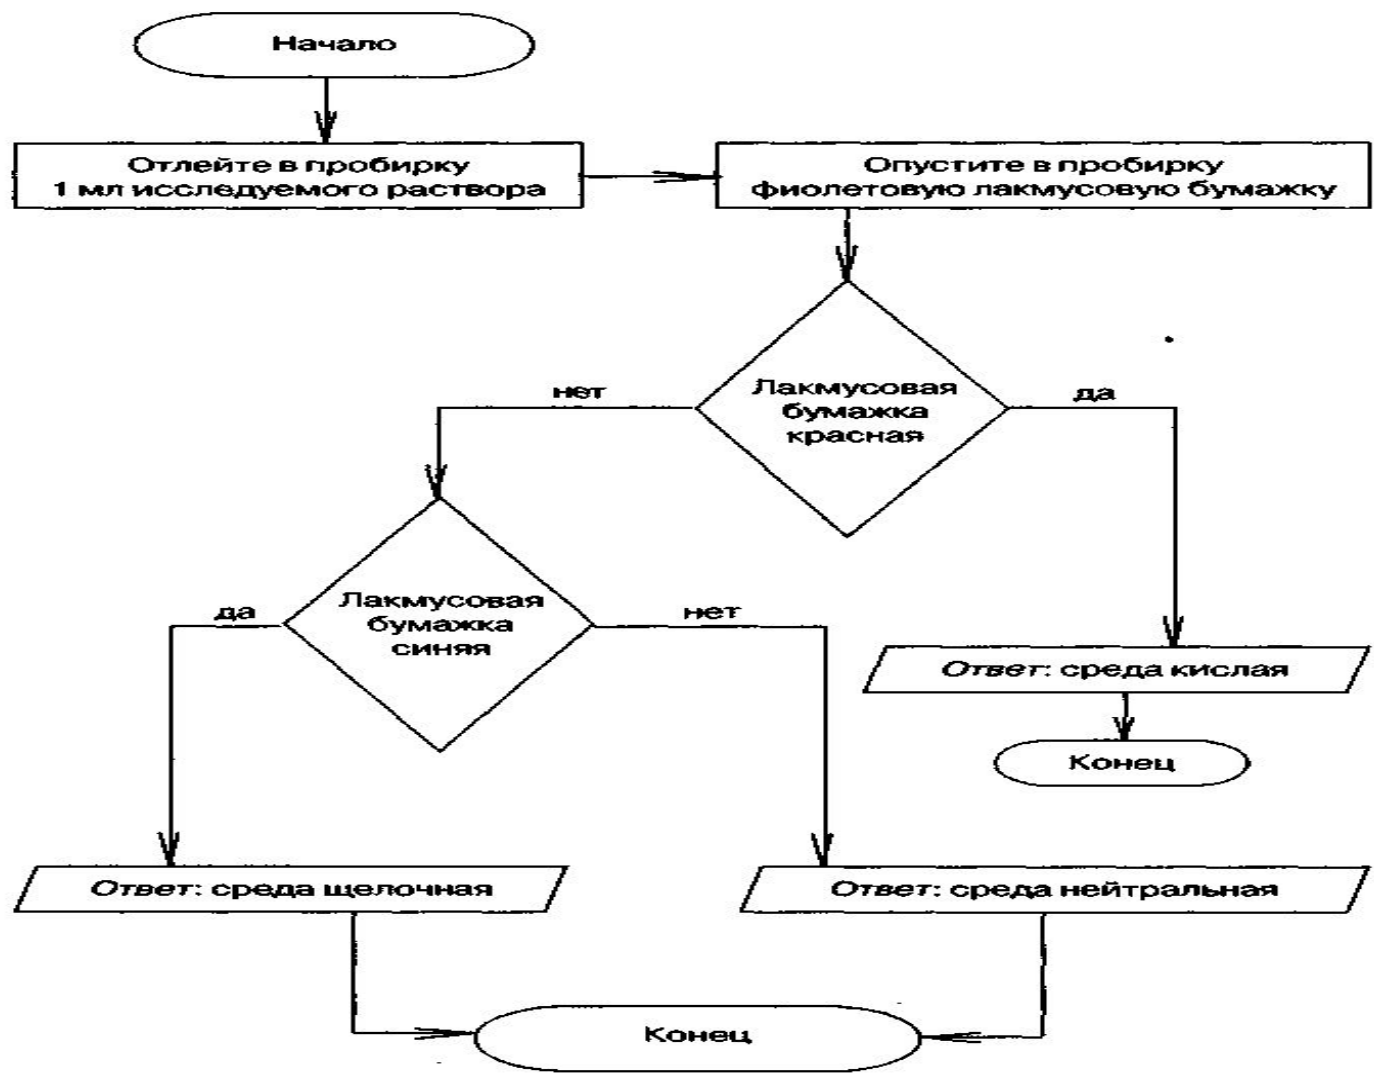 Начало
Отлейте в пробирку
1 мл исследуемого раствора
Опустите в пробирку
фиолетовую лакмусовую бумажку
Лакмусовая
бумажка
красная
нет
да
Лакмусовая
бумажка
синяя
да
нет
Ответ: среда кислая
Конец
Ответ: среда щелочная
Ответ: среда нейтральная
Конец